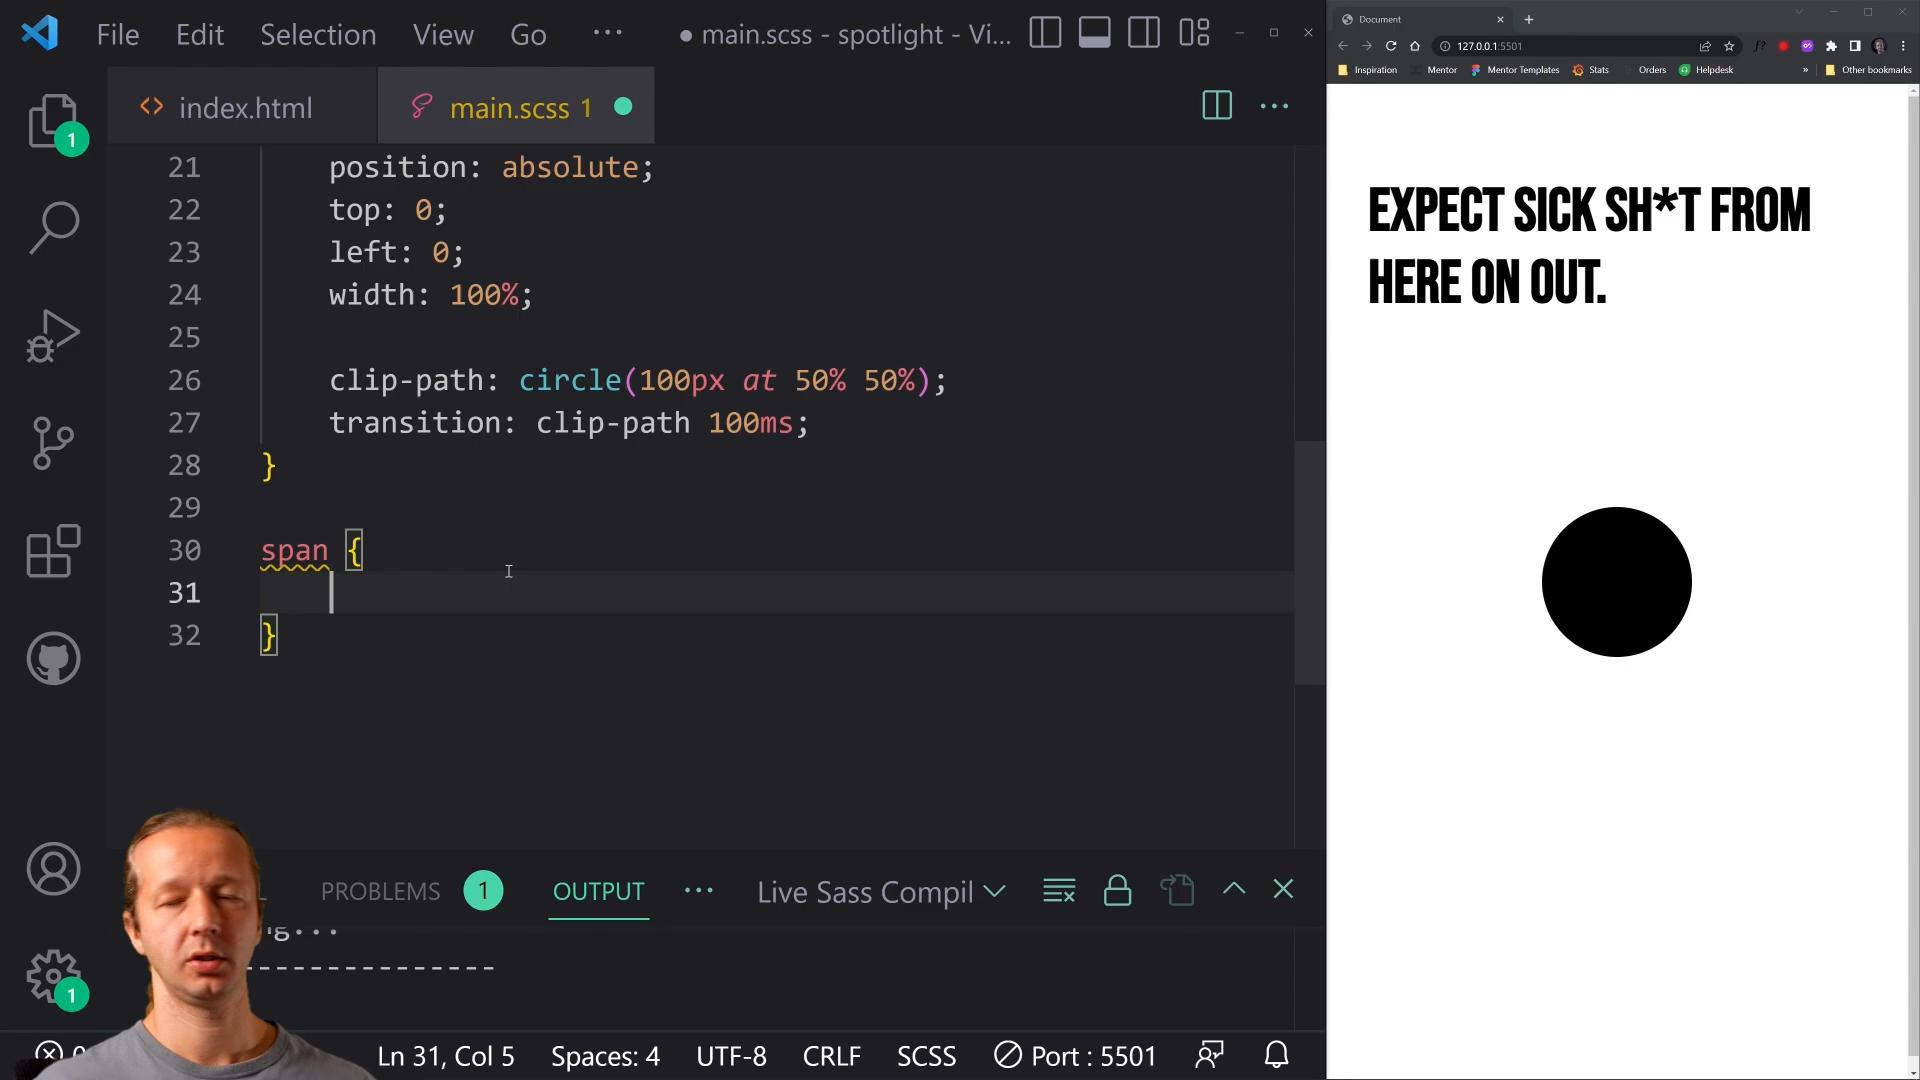 File Edit Selection View Go ··· ● main.scss - spotlight - Vi...
index.html
main.scss 1
21 position: absolute;
22 top: 0;
23 left: 0;
24 width: 100%;
25
26 clip-path: circle(100px at 50% 50%);
27 transition: clip-path 100ms;
28 }
29
30 span {
31
32 }
1
PROBLEMS 1 OUTPUT ··· Live Sass Compil
g...
---------------
1
Ln 31, Col 5 Spaces: 4 UTF-8 CRLF SCSS Port : 5501
Document
127.0.0.1:5501
Inspiration Mentor Mentor Templates Stats Orders Helpdesk » Other bookmarks
EXPECT SICK SH*T FROM
HERE ON OUT.